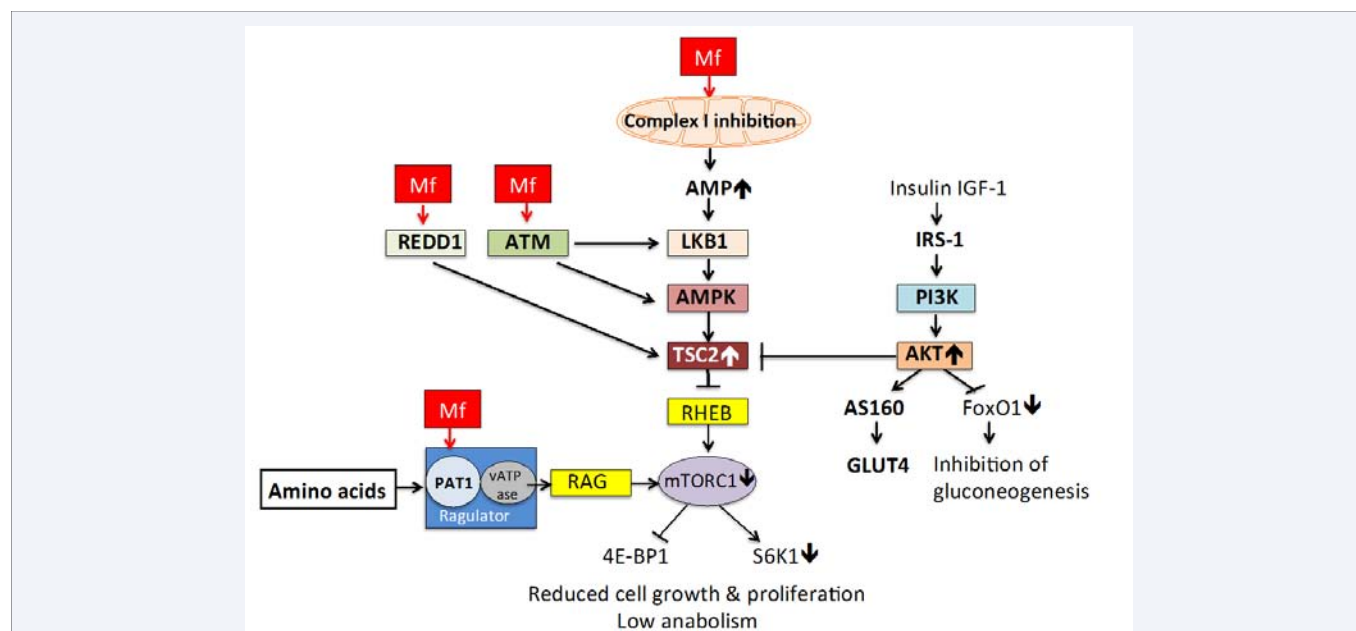 Mf
Complex I inhibition
Mf
Mf
AMP
Insulin IGF-1
REDD1
ATM
LKB1
IRS-1
AMPK
PI3K
TSC2
AKT
Mf
RHEB
AS160
FoxO1
Amino acids
PAT1
vATP
ase
Ragulator
RAG
mTORC1
GLUT4
Inhibition of
gluconeogenesis
4E-BP1
S6K1
Reduced cell growth & proliferation
Low anabolism